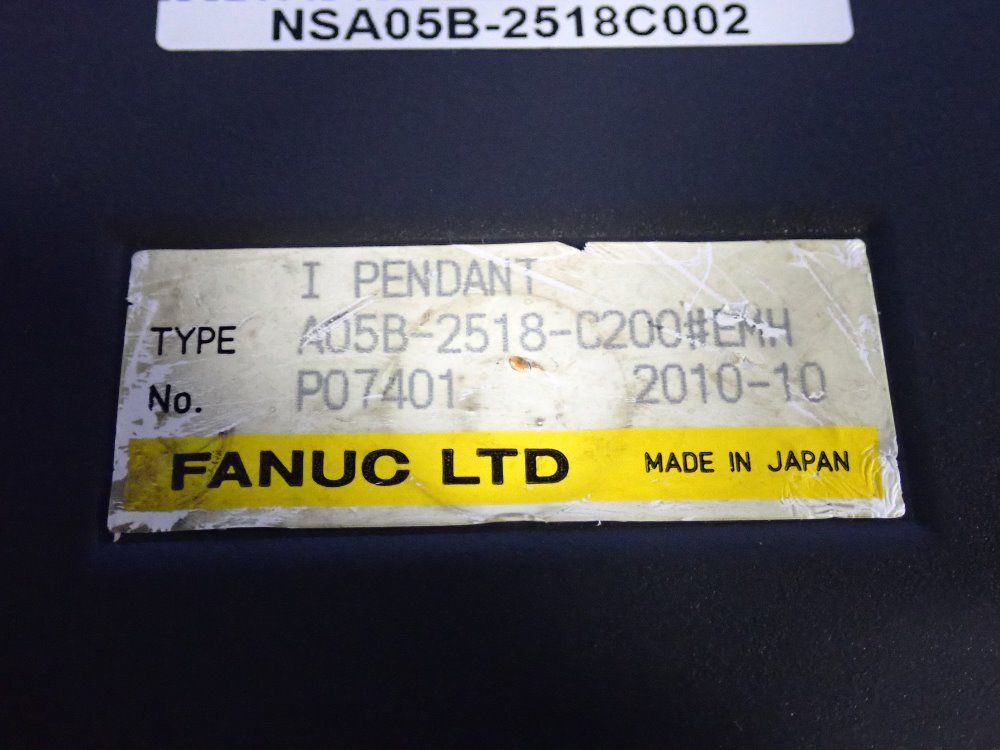 NSA05B-2518C002
I PENDANT
TYPE A05B-2518-C200#EMH
No. P07401 2010-10
FANUC LTD MADE IN JAPAN